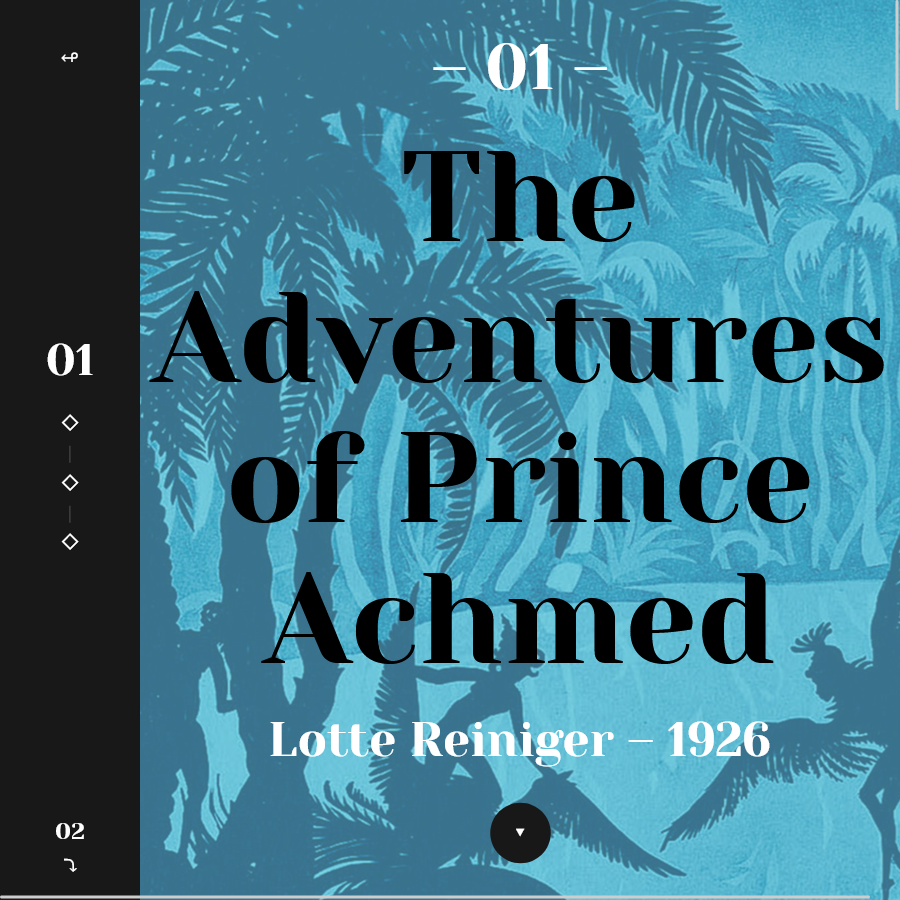 01
02
– 01 –
The
Adventures
of Prince
Achmed
Lotte Reiniger – 1926